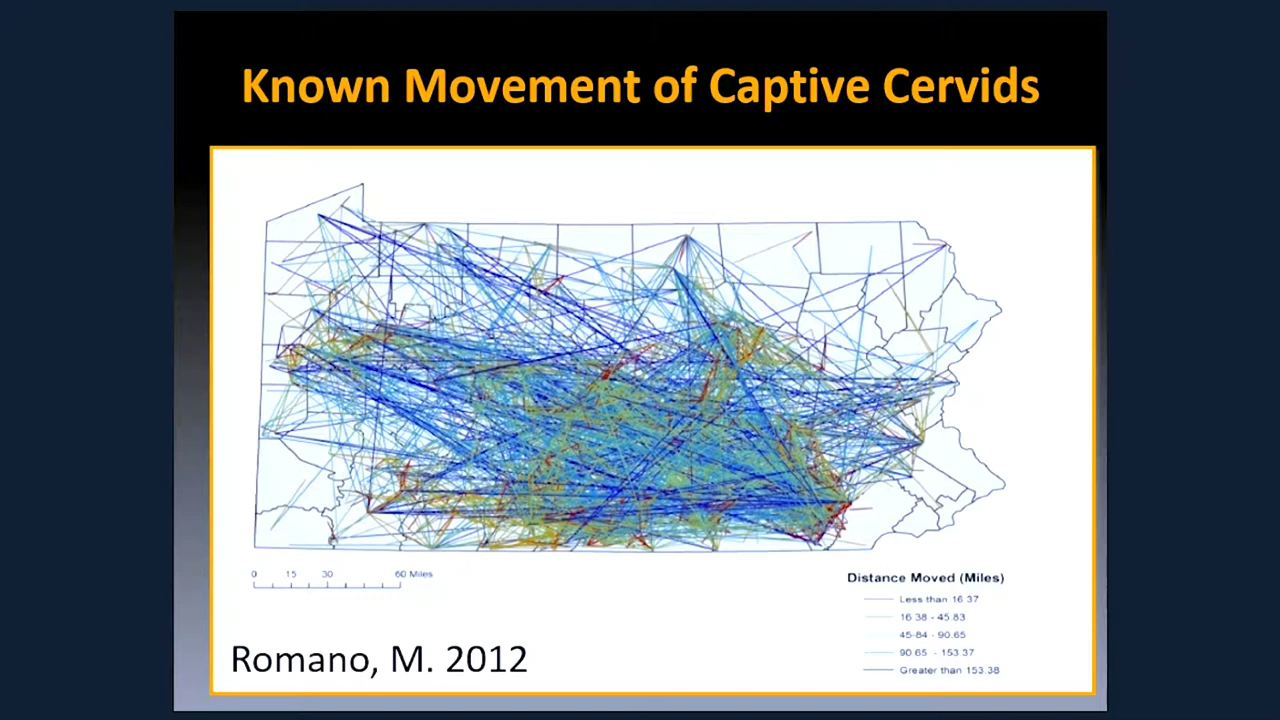 Known Movement of Captive Cervids
0 15 30 60 Miles
Distance Moved (Miles)
Less than 16 37
16 38 - 45 83
45-84 - 90.65
90 65 - 153.37
Greater than 153.38
Romano, M. 2012